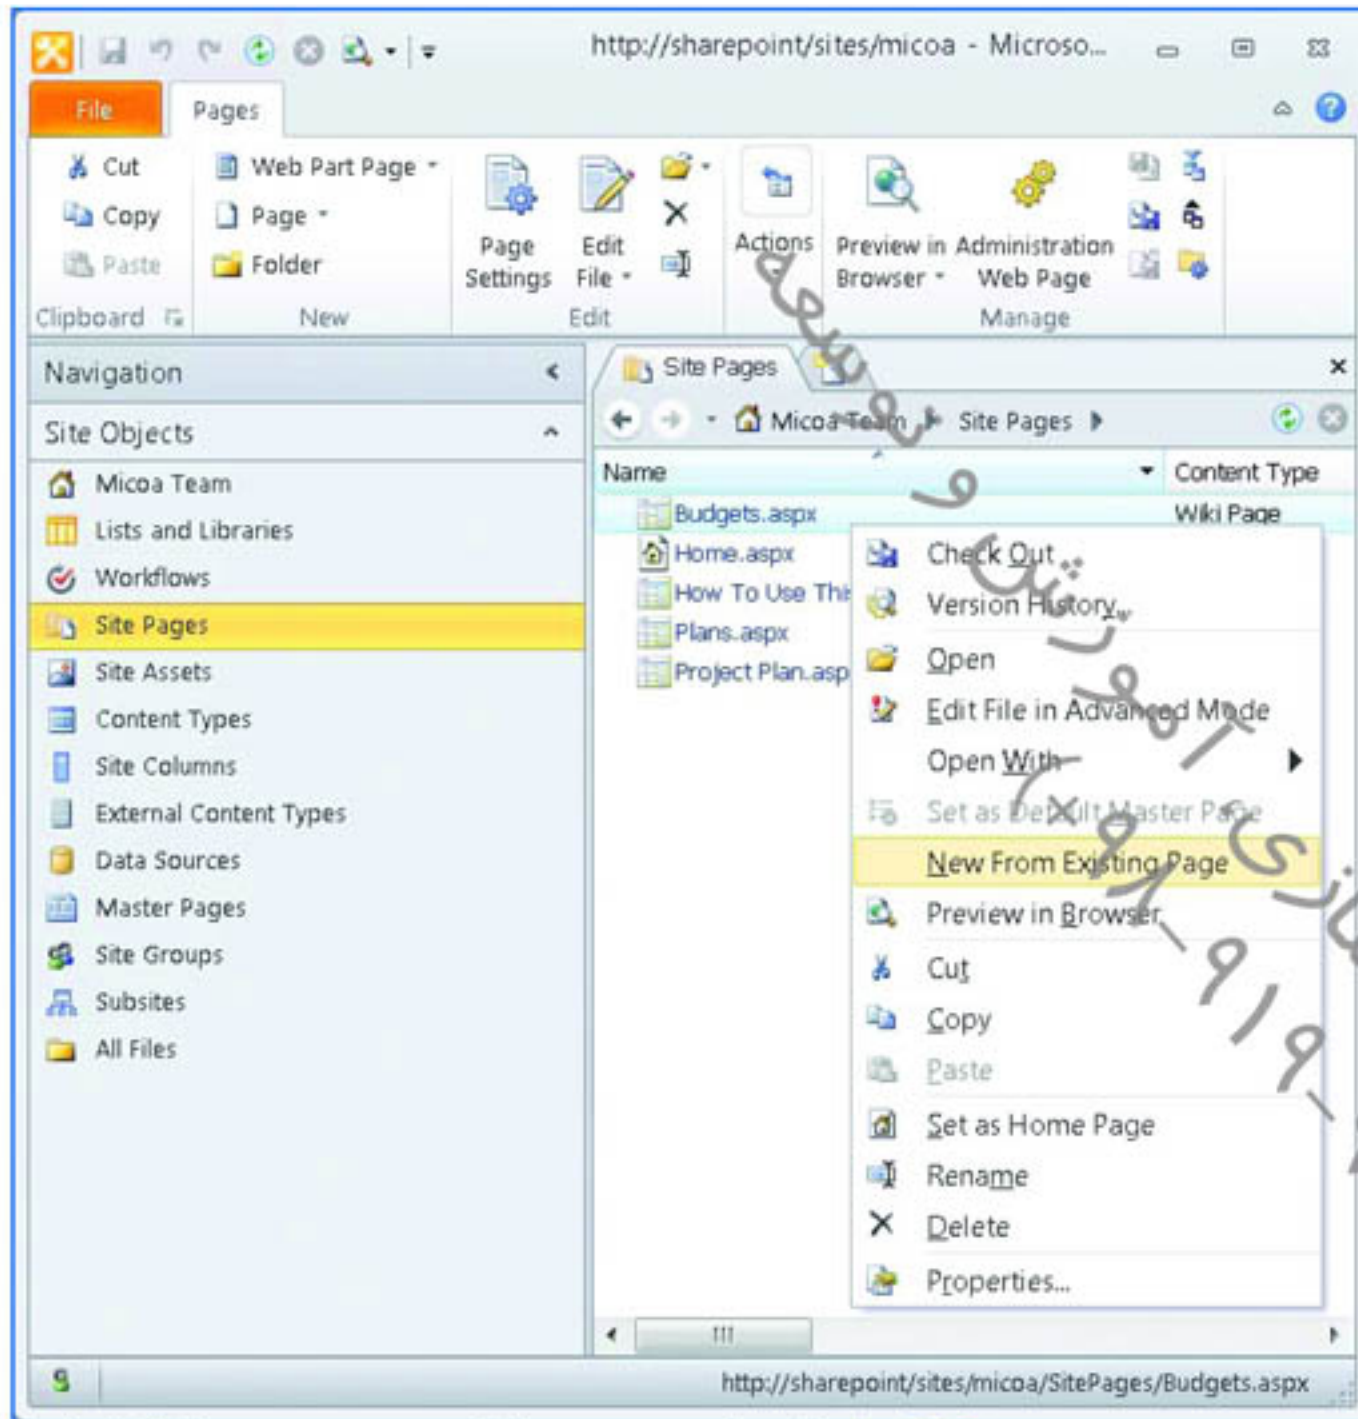 http://sharepoint/sites/micoa - Microso...
File Pages
Cut
Copy
Paste
Clipboard
Web Part Page
Page
Folder
New
Page Settings
Edit File
Edit
Actions
Preview in Browser
Administration Web Page
Manage
Navigation
Site Objects
Micoa Team
Lists and Libraries
Workflows
Site Pages
Site Assets
Content Types
Site Columns
External Content Types
Data Sources
Master Pages
Site Groups
Subsites
All Files
Site Pages
Micoa Team Site Pages
Name Content Type
Budgets.aspx Wiki Page
Home.aspx
How To Use This
Plans.aspx
Project Plan.asp
Check Out
Version History...
Open
Edit File in Advanced Mode
Open With
Set as Default Master Page
New From Existing Page
Preview in Browser
Cut
Copy
Paste
Set as Home Page
Rename
Delete
Properties...
http://sharepoint/sites/micoa/SitePages/Budgets.aspx
آموزش و توسعه